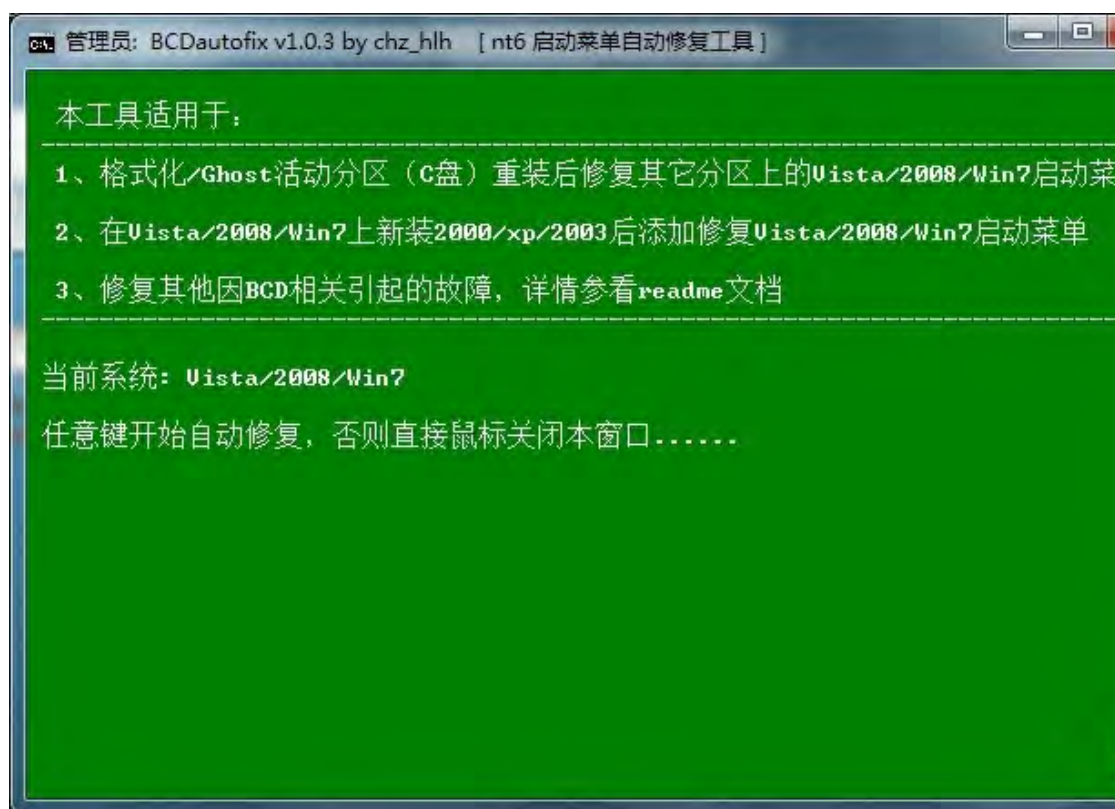 管理员: BCDautofix v1.0.3 by chz_hlh [ nt6 启动菜单自动修复工具 ]
本工具适用于:
1、格式化/Ghost活动分区（C盘）重装后修复其它分区上的Vista/2008/Win7启动菜
2、在Vista/2008/Win7上新装2000/xp/2003后添加修复Vista/2008/Win7启动菜单
3、修复其他因BCD相关引起的故障, 详情参看readme文档
当前系统: Vista/2008/Win7
任意键开始自动修复, 否则直接鼠标关闭本窗口......